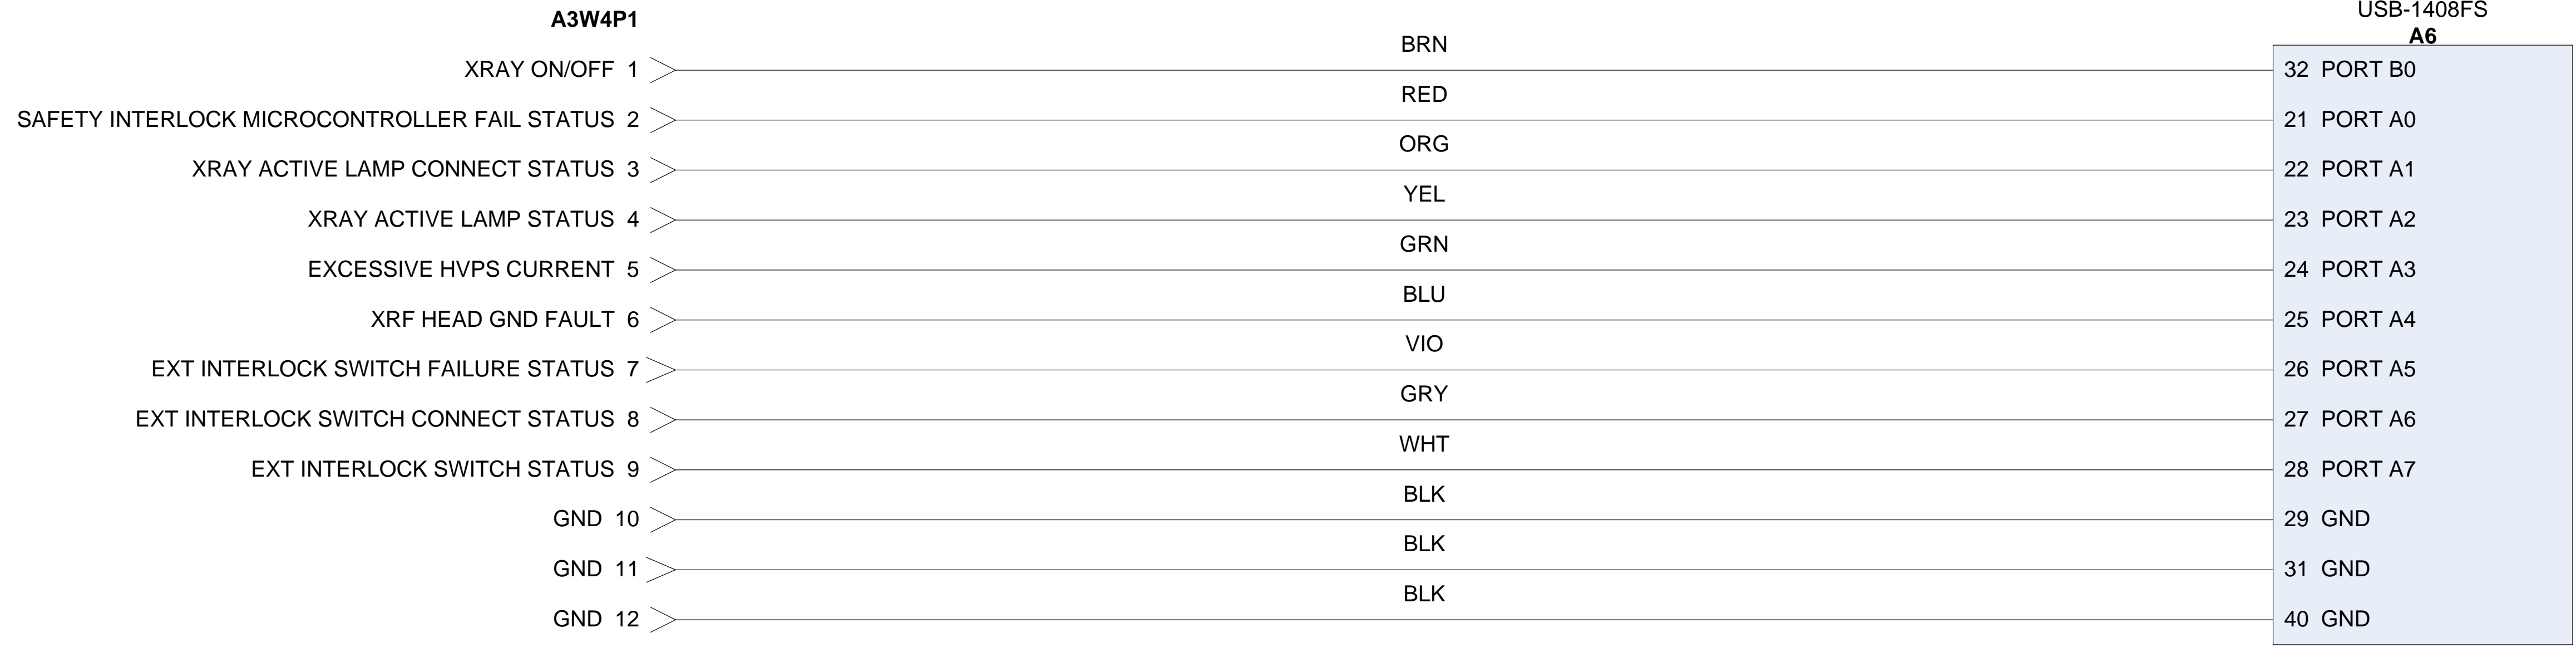 A3W4P1
USB-1408FS
A6
BRN
XRAY ON/OFF 1
32 PORT B0
RED
SAFETY INTERLOCK MICROCONTROLLER FAIL STATUS 2
21 PORT A0
ORG
XRAY ACTIVE LAMP CONNECT STATUS 3
22 PORT A1
YEL
XRAY ACTIVE LAMP STATUS 4
23 PORT A2
GRN
EXCESSIVE HVPS CURRENT 5
24 PORT A3
BLU
XRF HEAD GND FAULT 6
25 PORT A4
VIO
EXT INTERLOCK SWITCH FAILURE STATUS 7
26 PORT A5
GRY
EXT INTERLOCK SWITCH CONNECT STATUS 8
27 PORT A6
WHT
EXT INTERLOCK SWITCH STATUS 9
28 PORT A7
BLK
GND 10
29 GND
BLK
GND 11
31 GND
BLK
GND 12
40 GND